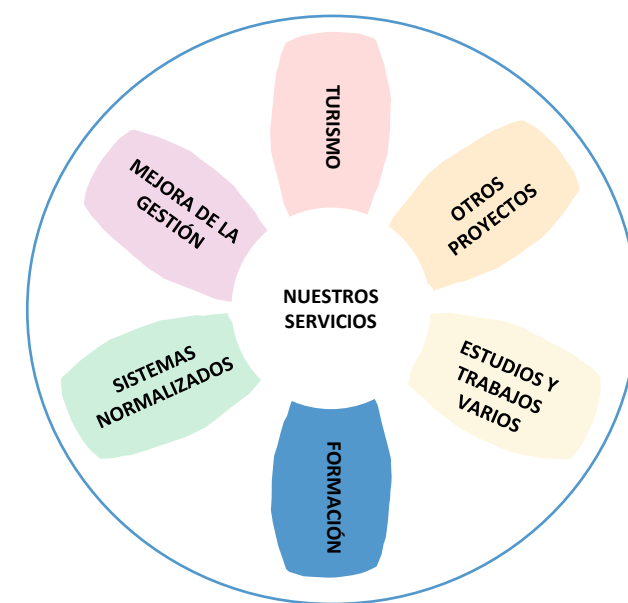 TURISMO
OTROS
PROYECTOS
MEJORA DE LA
GESTIÓN
NUESTROS
SERVICIOS
SISTEMAS
NORMALIZADOS
ESTUDIOS Y
TRABAJOS
VARIOS
FORMACIÓN